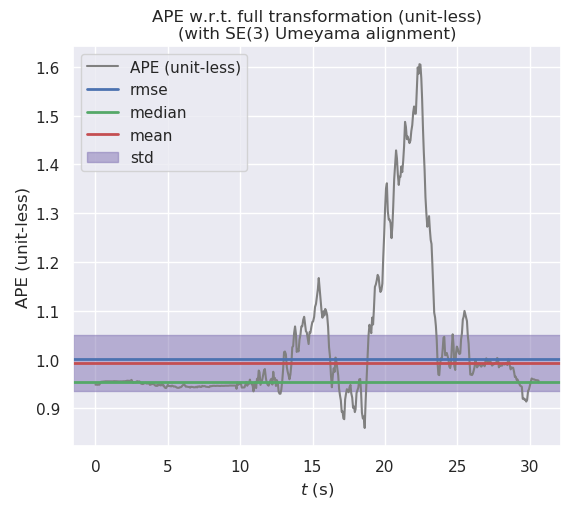 APE w.r.t. full transformation (unit-less)
(with SE(3) Umeyama alignment)
APE (unit-less)
rmse
median
mean
std
1.6
1.5
1.4
1.3
1.2
1.1
1.0
0.9
APE (unit-less)
0 5 10 15 20 25 30
t (s)